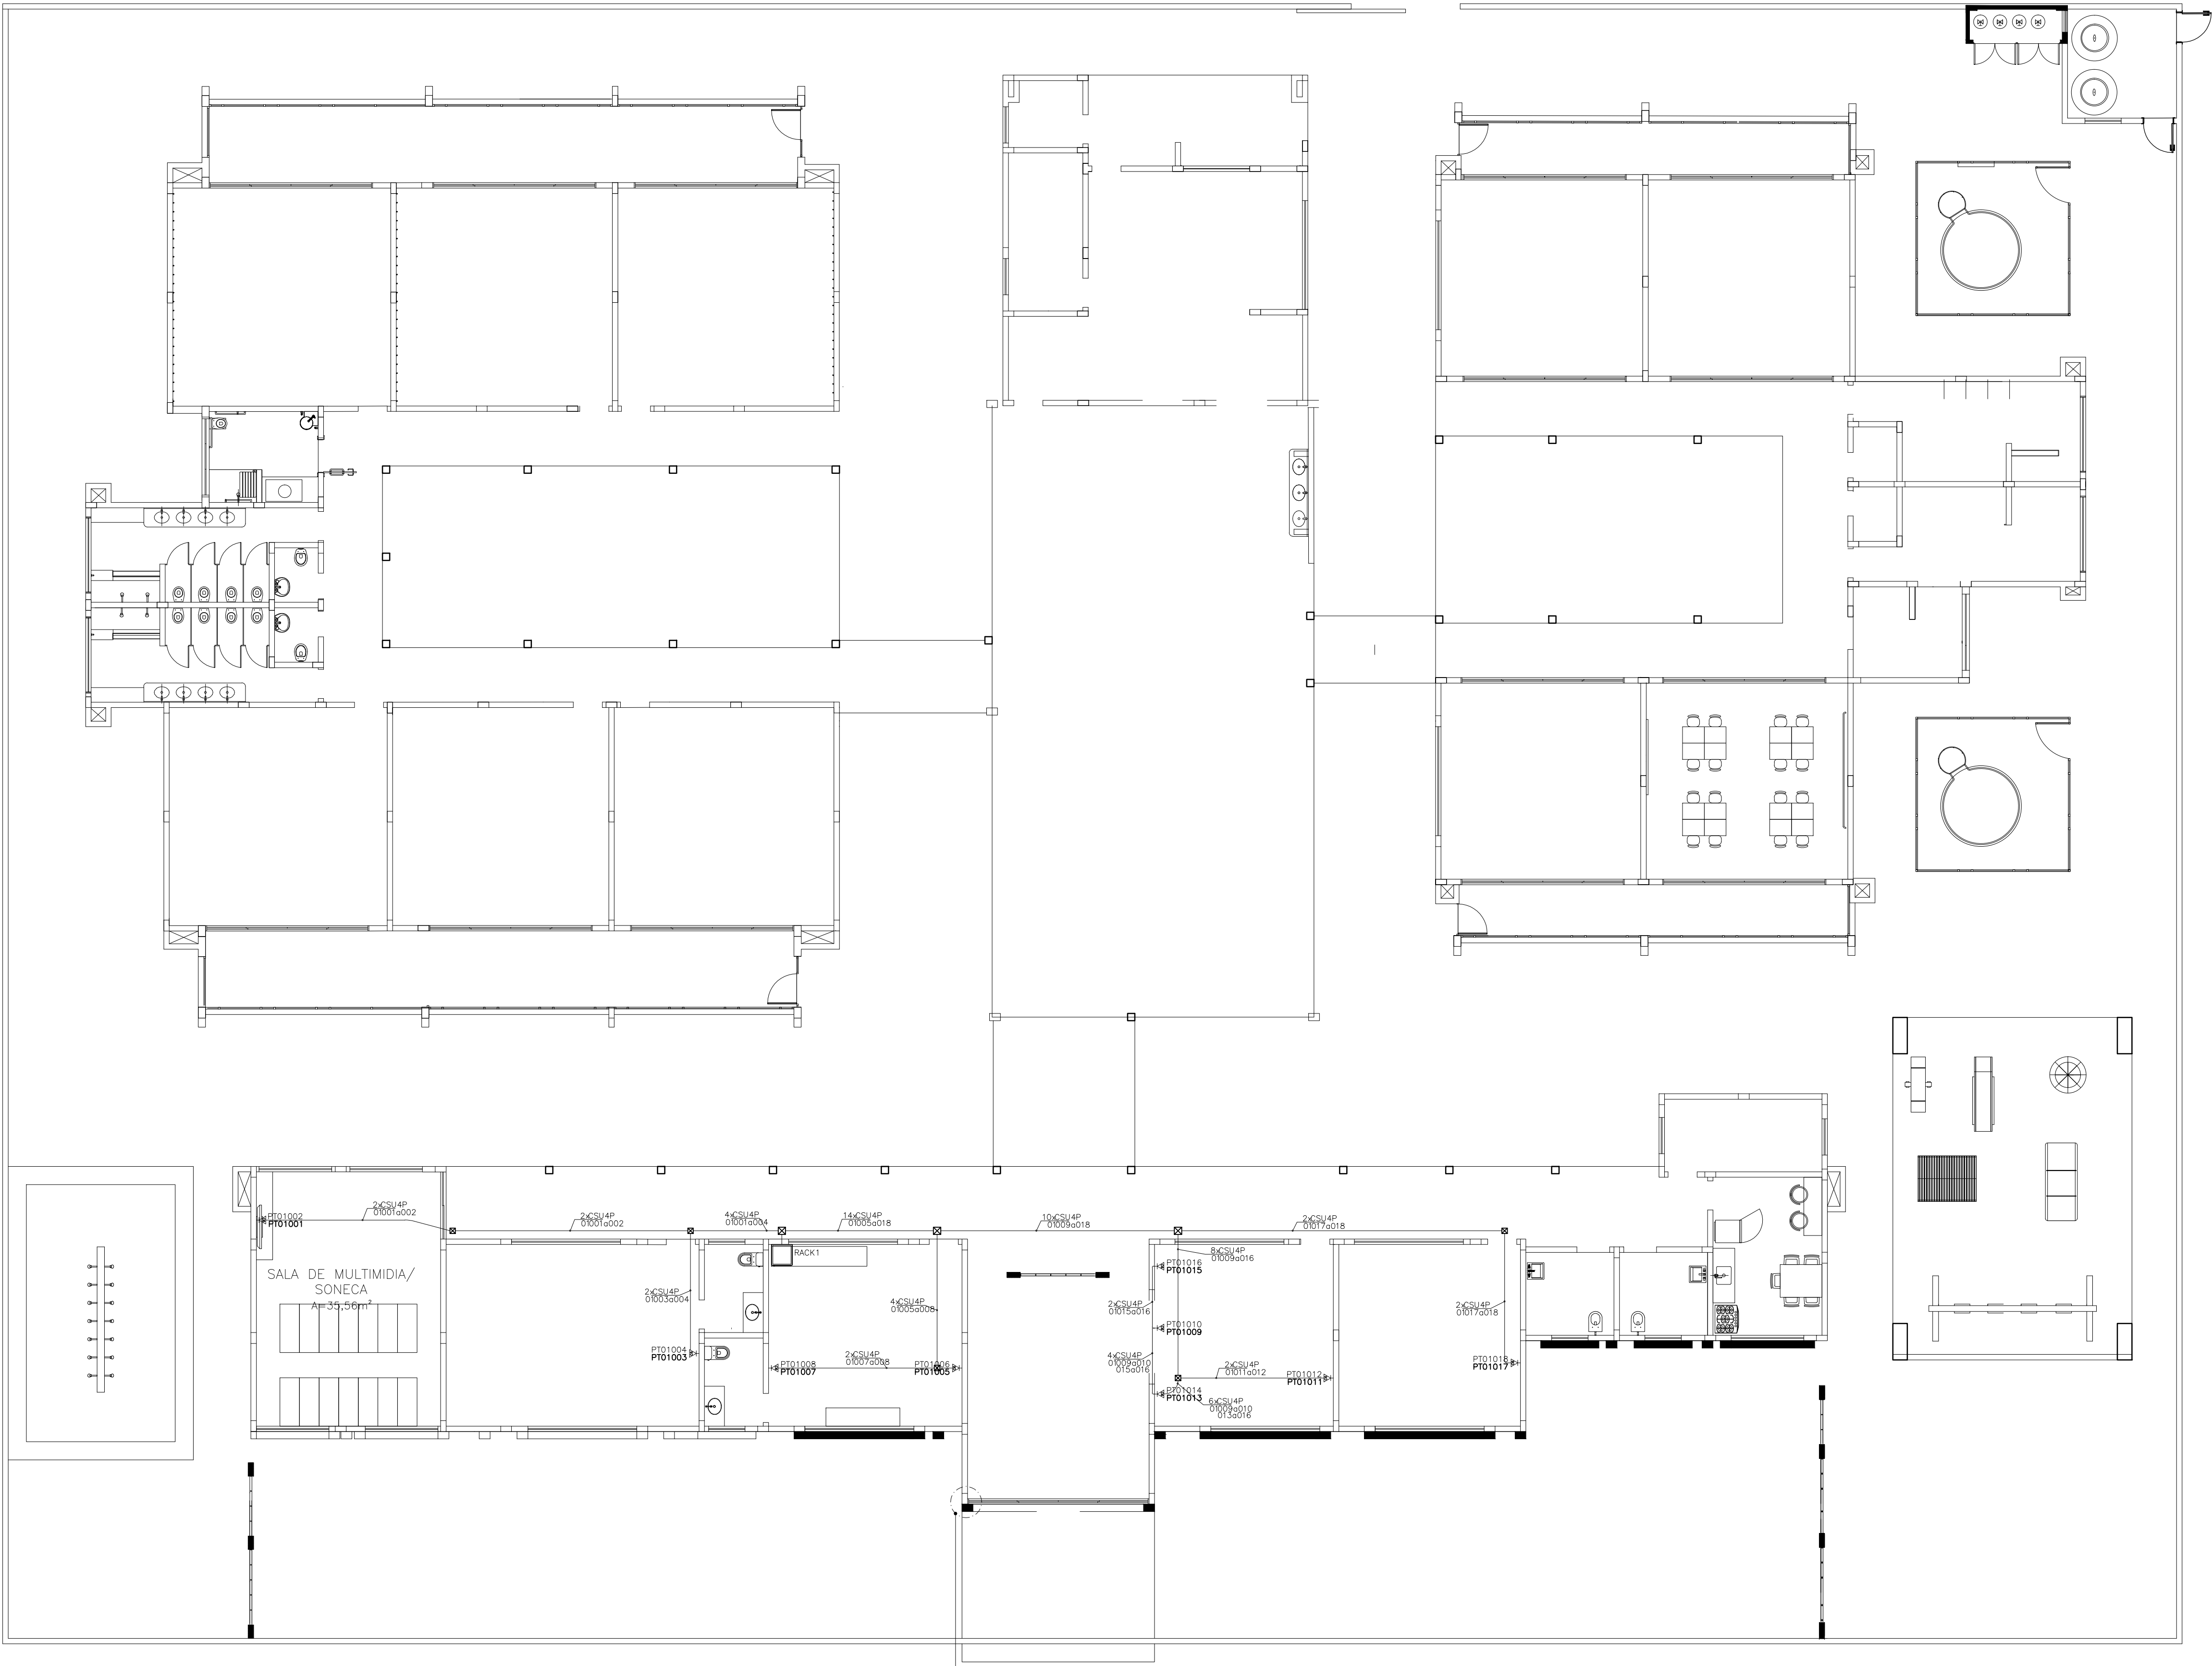 PT01002
PT01001
2xCSU4P
01001a002
2xCSU4P
01001a002
4xCSU4P
01001a004
14xCSU4P
01005a018
10xCSU4P
01009a018
2xCSU4P
01017a018
RACK1
SALA DE MULTIMIDIA/
SONECA
A=35,56m²
2xCSU4P
01003a004
PT01004
PT01003
4xCSU4P
01005a008
2xCSU4P
01007a008
PT01008
PT01007
PT01006
PT01005
8xCSU4P
01009a016
PT01016
PT01015
2xCSU4P
01015a016
PT01010
PT01009
4xCSU4P
01009a010
015a016
2xCSU4P
01011a012
PT01012
PT01011
PT01014
PT01013
6xCSU4P
01009a010
013a016
2xCSU4P
01017a018
PT01018
PT01017